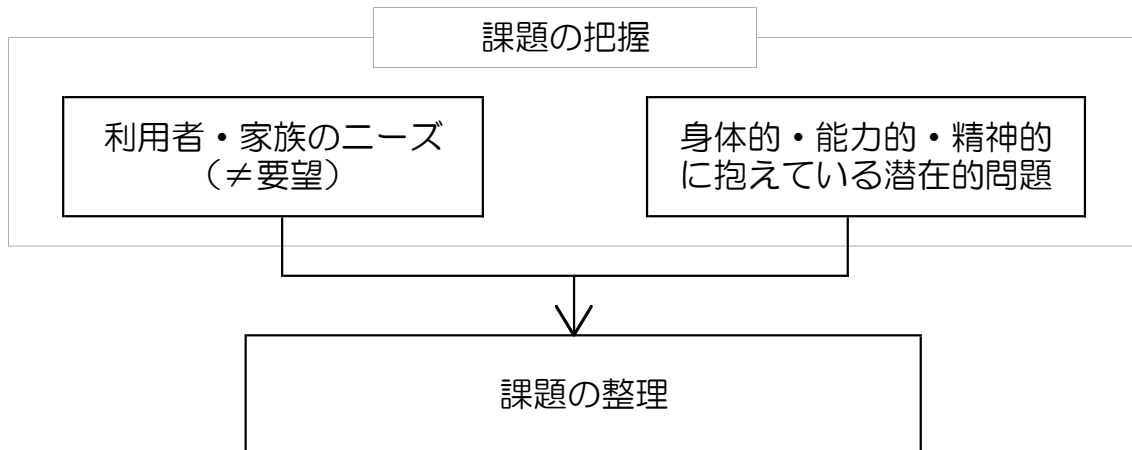 課題の把握
利用者・家族のニーズ
（≠要望）
身体的・能力的・精神的
に抱えている潜在的問題
課題の整理